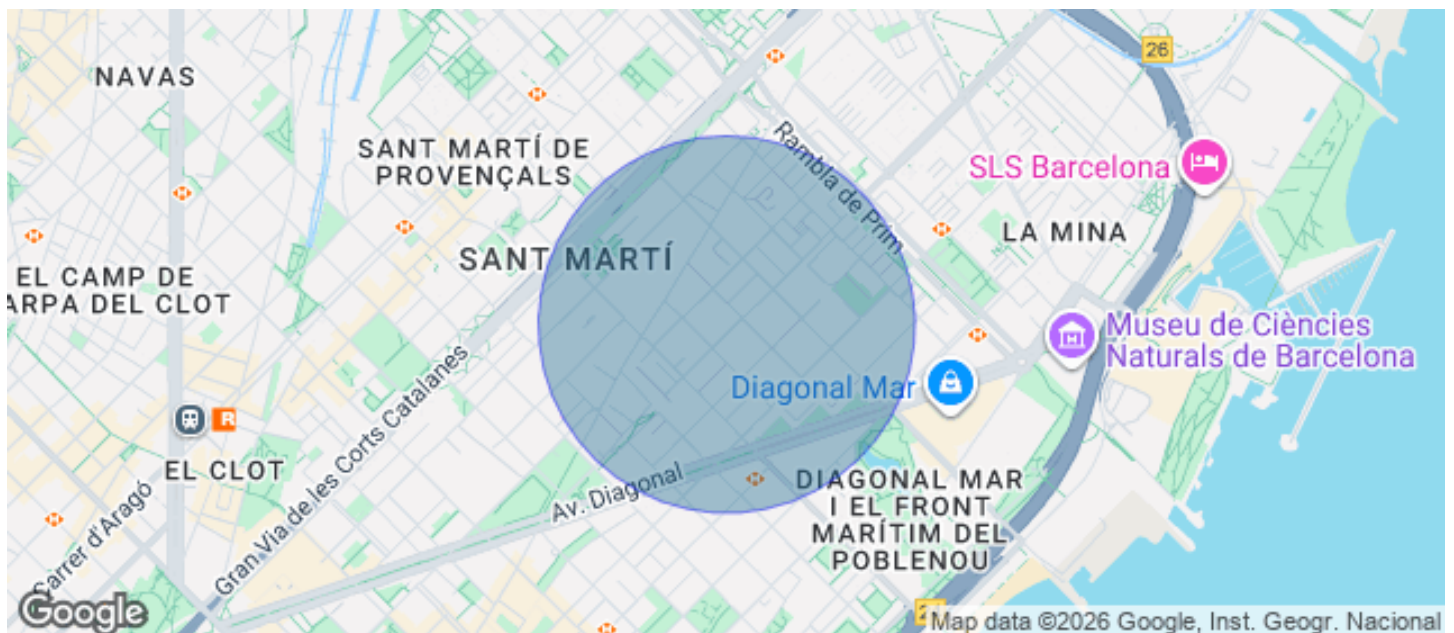 NAVAS
26
SANT MARTÍ DE
PROVENÇALS
Rambla de Prim
SLS Barcelona
SANT MARTÍ
LA MINA
EL CAMP DE
ARPA DEL CLOT
Museu de Ciències
Naturals de Barcelona
Diagonal Mar
Gran Via de les Corts Catalanes
R
EL CLOT
Av. Diagonal
DIAGONAL MAR
I EL FRONT
MARÍTIM DEL
POBLENOU
Carrer d'Aragó
Google
Map data ©2026 Google, Inst. Geogr. Nacional